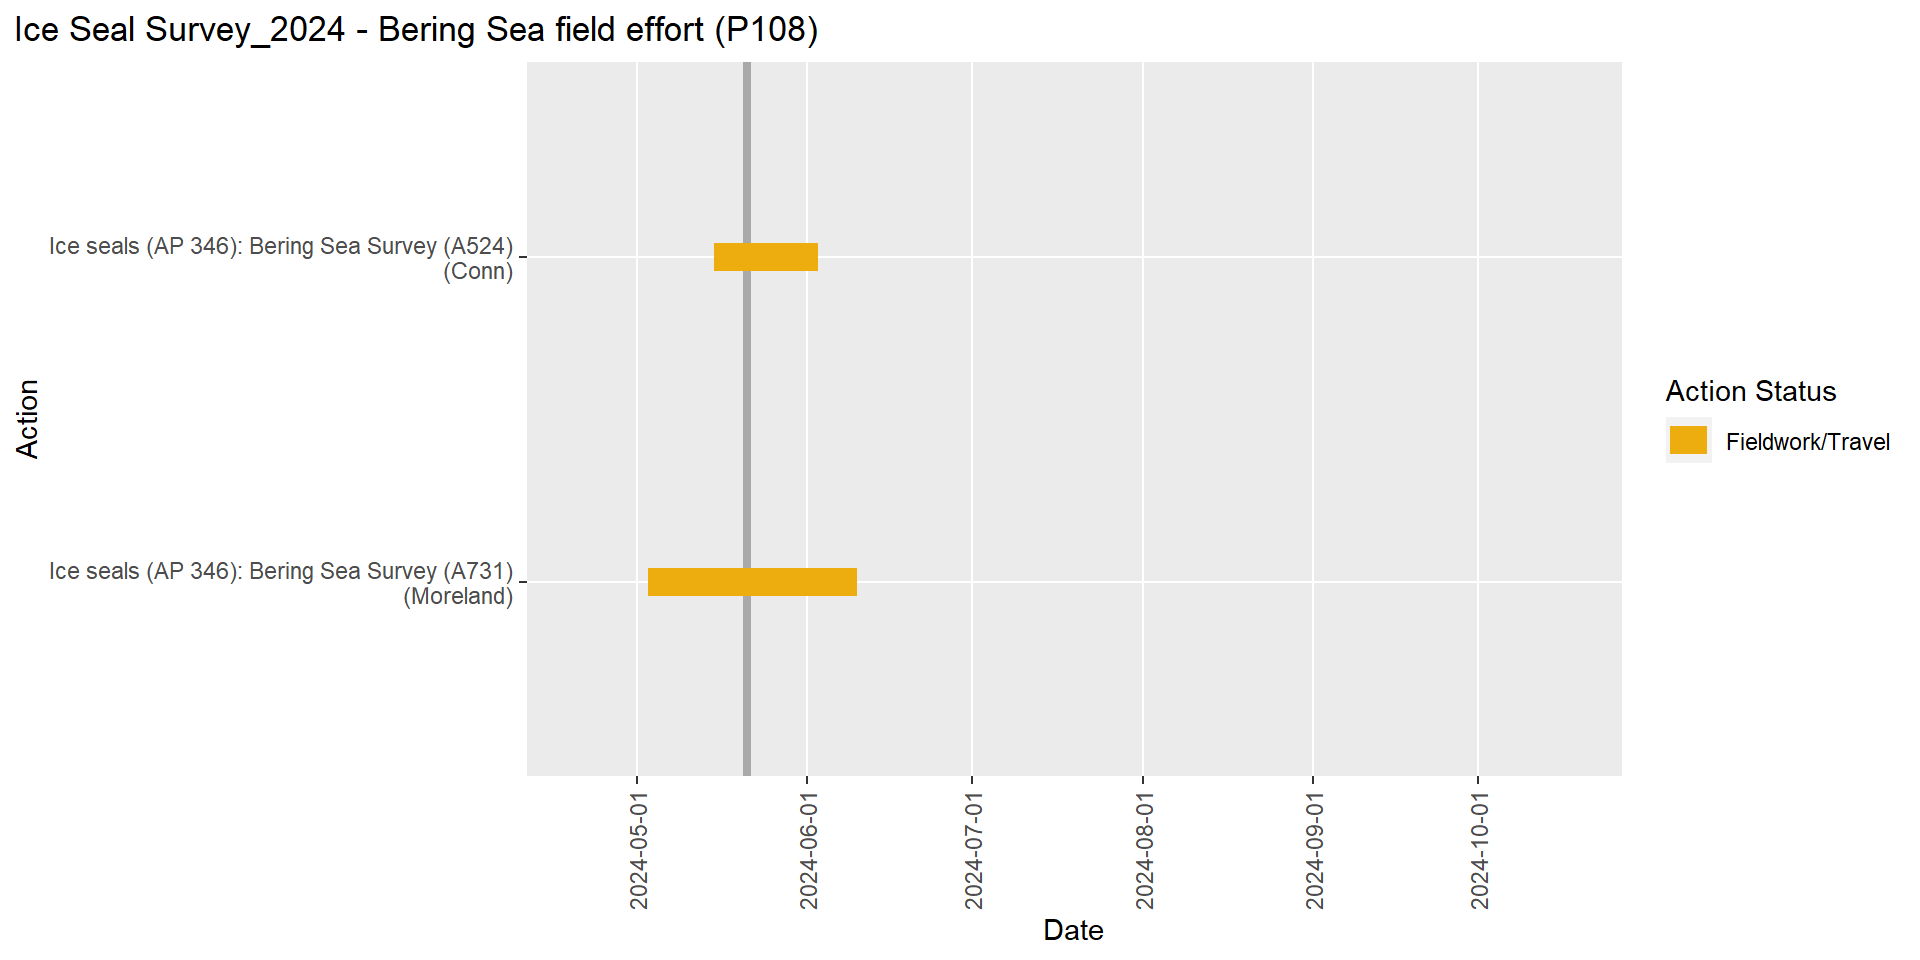 Ice Seal Survey_2024 - Bering Sea field effort (P108)
Ice seals (AP 346): Bering Sea Survey (A524)
(Conn)
Action
Ice seals (AP 346): Bering Sea Survey (A731)
(Moreland)
Action Status
Fieldwork/Travel
2024-05-01
2024-06-01
2024-07-01
2024-08-01
2024-09-01
2024-10-01
Date